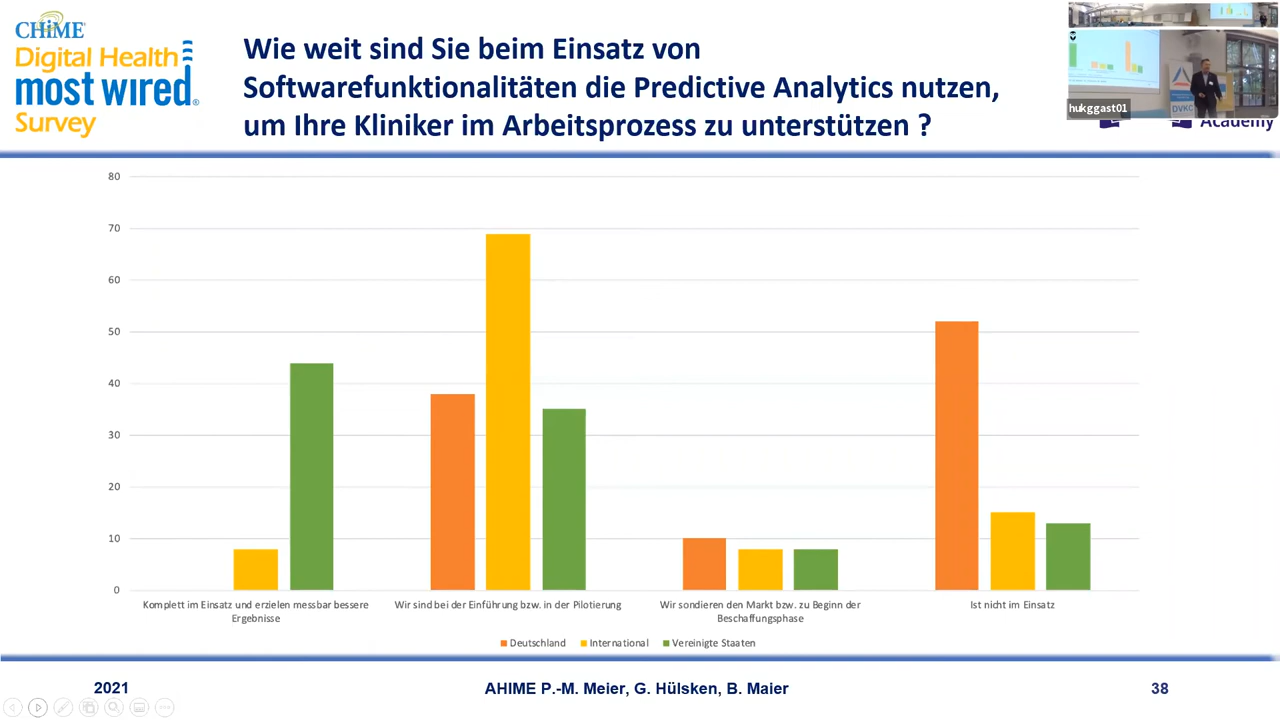 CHiME
Digital Health
most wired®
Survey
Wie weit sind Sie beim Einsatz von
Softwarefunktionalitäten die Predictive Analytics nutzen,
um Ihre Kliniker im Arbeitsprozess zu unterstützen ?
hukggast01
DVKC
Academy
80
70
60
50
40
30
20
10
0
Komplett im Einsatz und erzielen messbar bessere
Ergebnisse
Wir sind bei der Einführung bzw. in der Pilotierung
Wir sondieren den Markt bzw. zu Beginn der
Beschaffungsphase
Ist nicht im Einsatz
Deutschland International Vereinigte Staaten
2021 AHIME P.-M. Meier, G. Hülsken, B. Maier 38